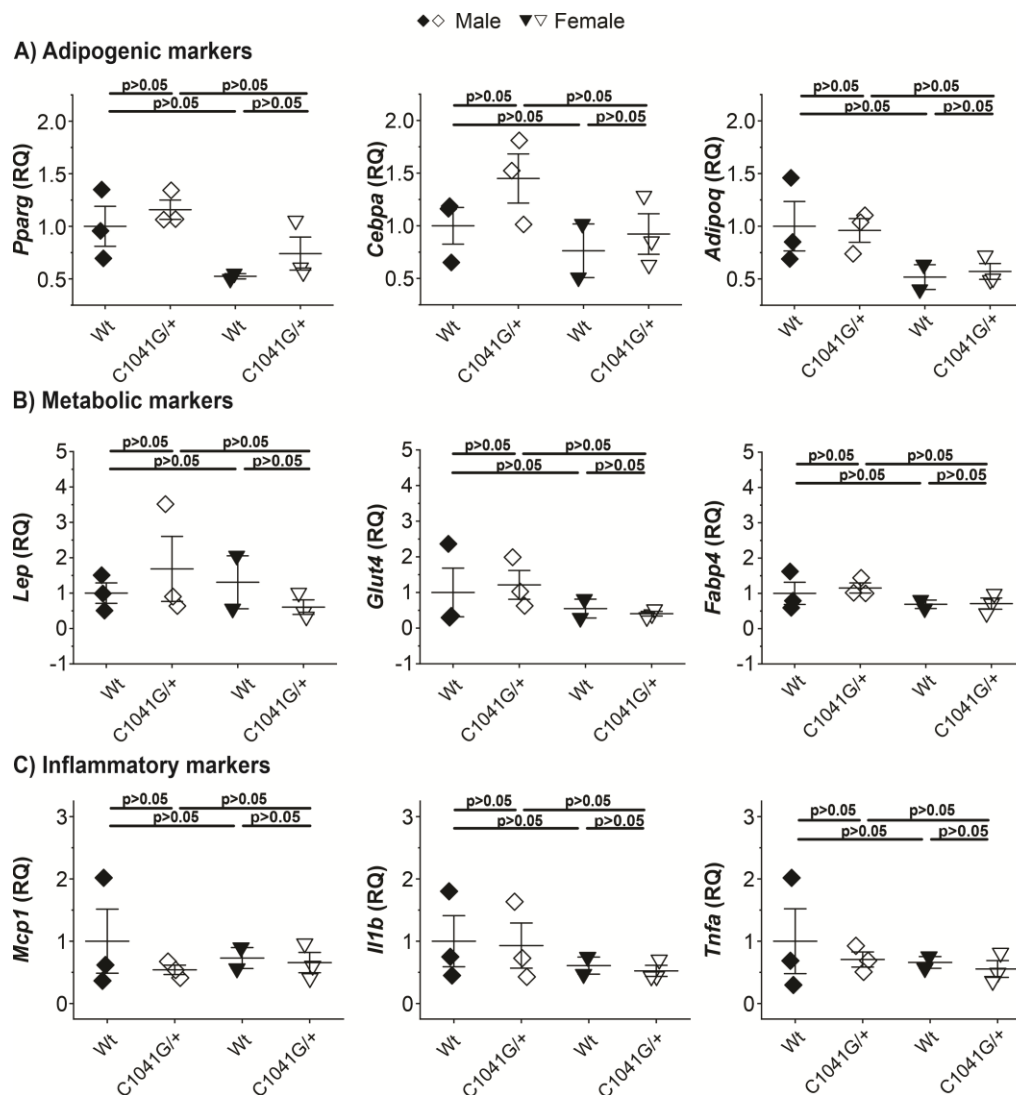 Male Female
A) Adipogenic markers
p>0.05 p>0.05
p>0.05 p>0.05
Pparg (RQ)
2.0
1.5
1.0
0.5
Wt
C1041G/+
Wt
C1041G/+
p>0.05 p>0.05
p>0.05 p>0.05
Cebpa (RQ)
2.0
1.5
1.0
0.5
Wt
C1041G/+
Wt
C1041G/+
p>0.05 p>0.05
p>0.05 p>0.05
Adipoq (RQ)
2.0
1.5
1.0
0.5
Wt
C1041G/+
Wt
C1041G/+
B) Metabolic markers
p>0.05 p>0.05
p>0.05 p>0.05
Lep (RQ)
5
4
3
2
1
0
-1
Wt
C1041G/+
Wt
C1041G/+
p>0.05 p>0.05
p>0.05 p>0.05
Glut4 (RQ)
5
4
3
2
1
0
-1
Wt
C1041G/+
Wt
C1041G/+
p>0.05 p>0.05
p>0.05 p>0.05
Fabp4 (RQ)
5
4
3
2
1
0
-1
Wt
C1041G/+
Wt
C1041G/+
C) Inflammatory markers
p>0.05 p>0.05
p>0.05 p>0.05
Mcp1 (RQ)
3
2
1
0
Wt
C1041G/+
Wt
C1041G/+
p>0.05 p>0.05
p>0.05 p>0.05
Il1b (RQ)
3
2
1
0
Wt
C1041G/+
Wt
C1041G/+
p>0.05 p>0.05
p>0.05 p>0.05
Tnfa (RQ)
3
2
1
0
Wt
C1041G/+
Wt
C1041G/+